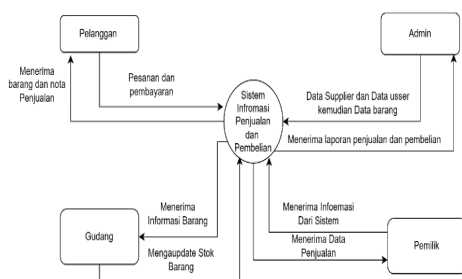 Pelanggan
Admin
Menerima
barang dan nota
Penjualan
Pesanan dan
pembayaran
Sistem
Infromasi
Penjualan
dan
Pembelian
Data Supplier dan Data usser
kemudian Data barang
Menerima laporan penjualan dan pembelian
Menerima
Informasi Barang
Menerima Infoemasi
Dari Sistem
Gudang
Mengaupdate Stok
Barang
Menerima Data
Penjualan
Pemilik